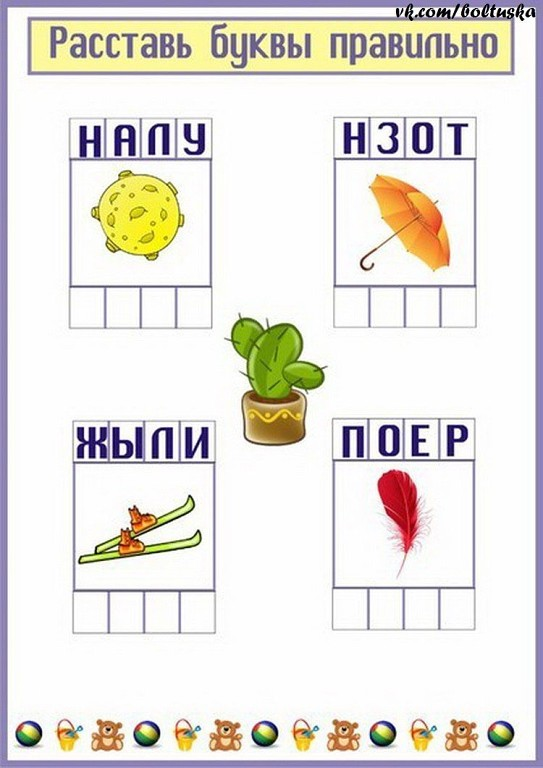 vk.com/boltuska
Расставь буквы правильно
НАЛУ
НЗОТ
ЖЫЛИ
ПОЕР